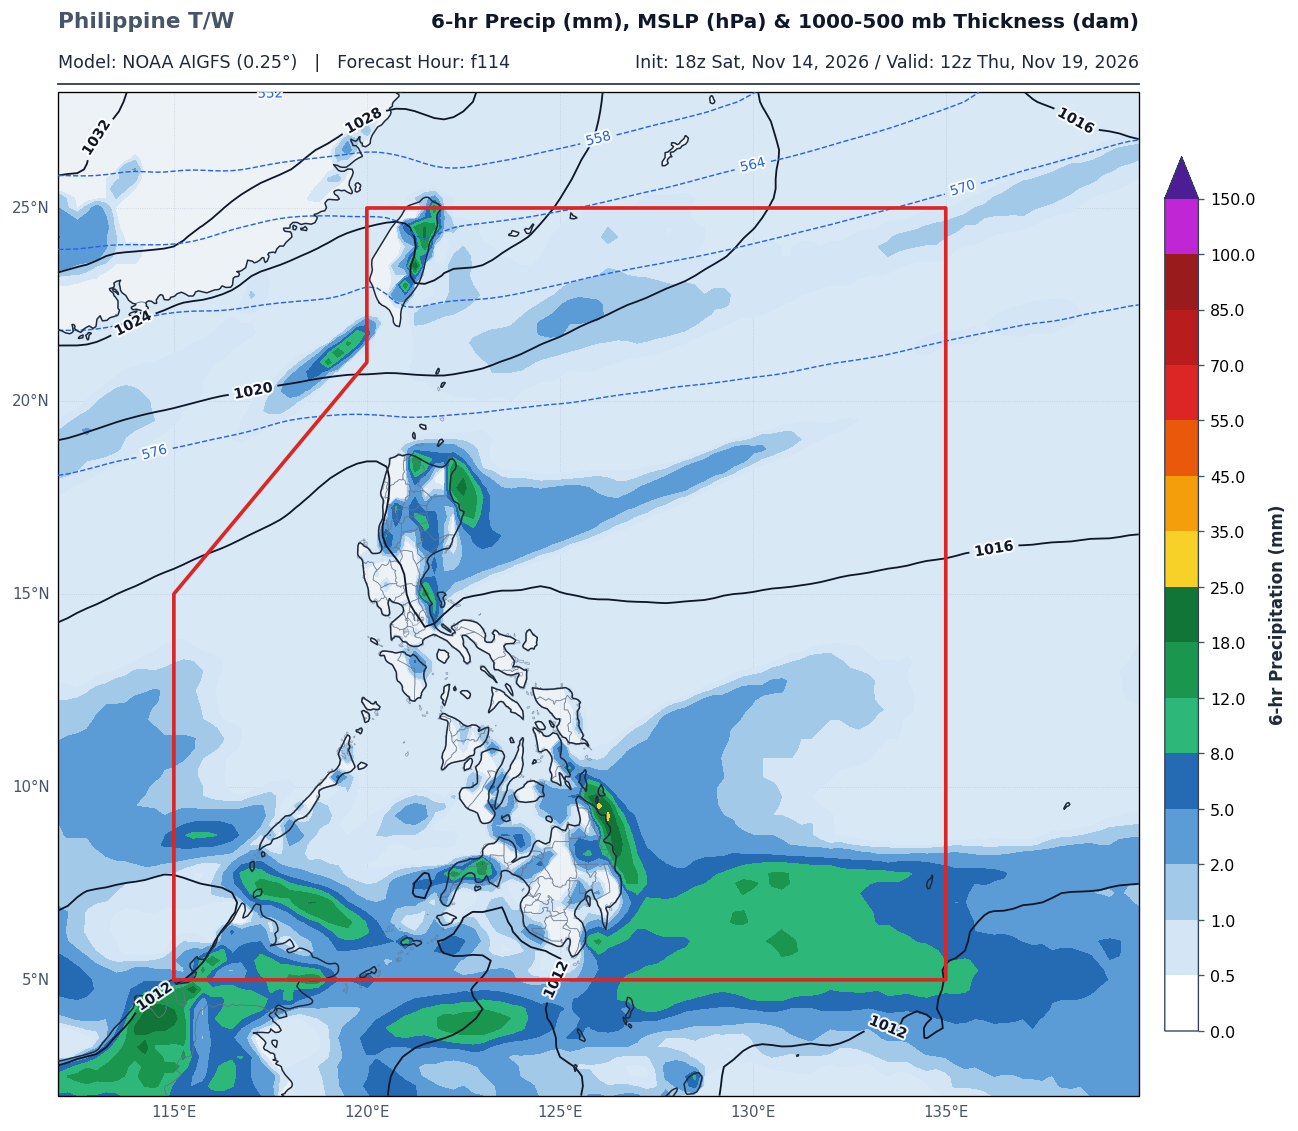 Philippine T/W
6-hr Precip (mm), MSLP (hPa) & 1000-500 mb Thickness (dam)
Model: NOAA AIGFS (0.25°) | Forecast Hour: f114
Init: 18z Sat, Nov 14, 2026 / Valid: 12z Thu, Nov 19, 2026
552
1032
1028
558
564
1016
570
25°N
1024
20°N
1020
576
1016
15°N
10°N
5°N
1012
1012
1012
115°E
120°E
125°E
130°E
135°E
150.0
100.0
85.0
70.0
55.0
45.0
35.0
25.0
18.0
12.0
8.0
5.0
2.0
1.0
0.5
0.0
6-hr Precipitation (mm)